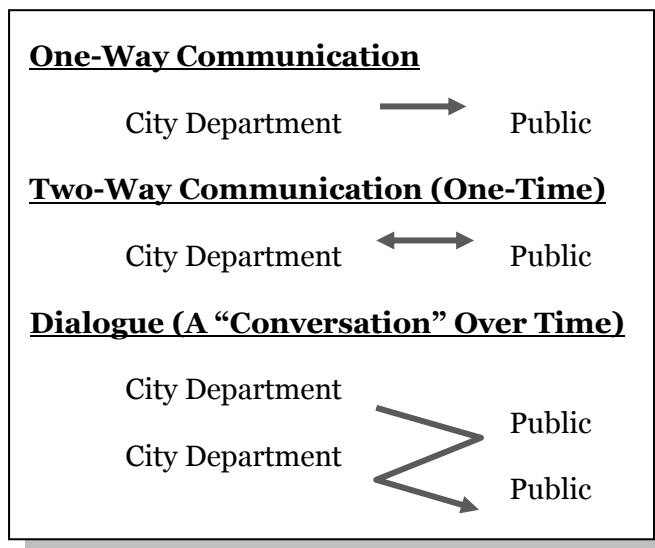 One-Way Communication
City Department Public
Two-Way Communication (One-Time)
City Department Public
Dialogue (A “Conversation” Over Time)
City Department
Public
City Department
Public